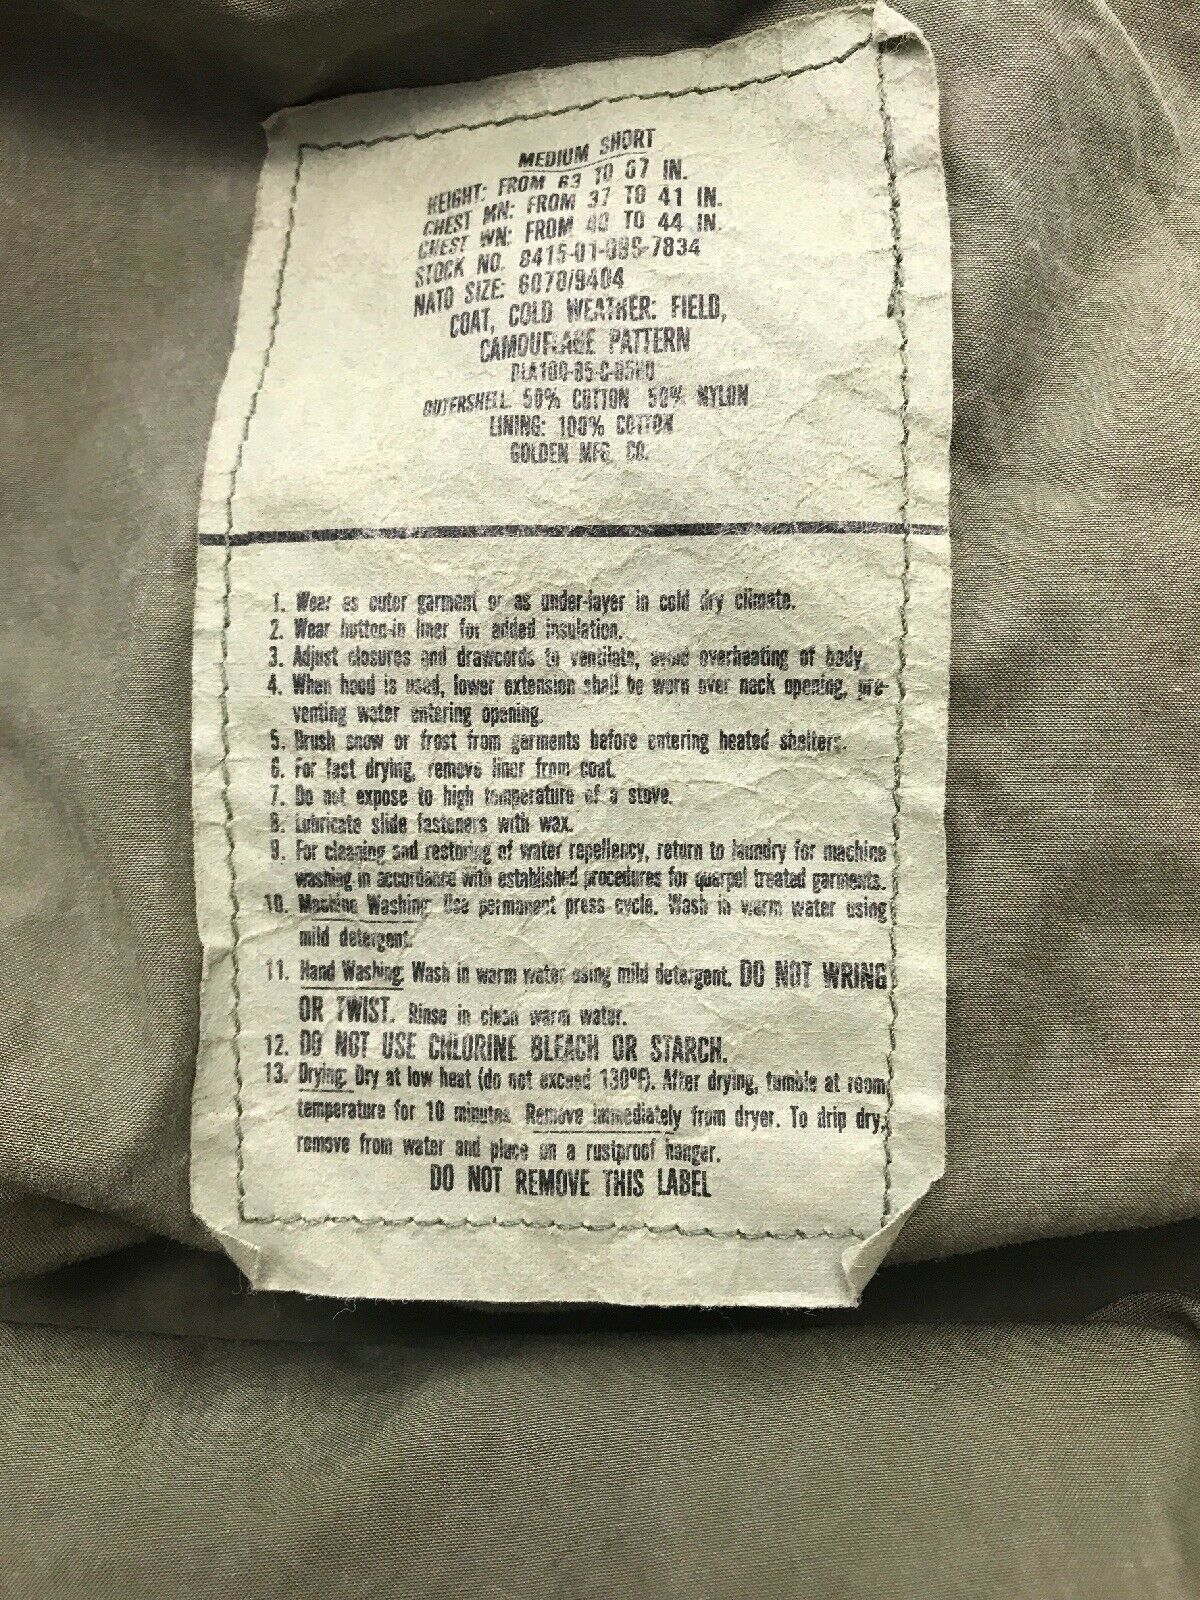 MEDIUM SHORT
HEIGHT: FROM 63 TO 67 IN.
CHEST MN: FROM 37 TO 41 IN.
CHEST WN: FROM 40 TO 44 IN.
STOCK NO. 8415-01-099-7834
NATO SIZE: 6070/9404
COAT, COLD WEATHER: FIELD,
CAMOUFLAGE PATTERN
DLA100-85-C-
OUTERSHELL: 50% COTTON 50% NYLON
LINING: 100% COTTON
GOLDEN MFG. CO.
1. Wear as outer garment or as under-layer in cold dry climate.
2. Wear button-in liner for added insulation.
3. Adjust closures and drawcords to ventilate, avoid overheating of body.
4. When hood is used, lower extension shall be worn over neck opening, pre-
venting water entering opening.
5. Brush snow or frost from garments before entering heated shelters.
6. For fast drying, remove liner from coat.
7. Do not expose to high temperature of a stove.
8. Lubricate slide fasteners with wax.
9. For cleaning and restoring of water repellency, return to laundry for machine
washing in accordance with established procedures for quarpel treated garments.
10. Machine Washing: Use permanent press cycle. Wash in warm water using
mild detergent.
11. Hand Washing: Wash in warm water using mild detergent. DO NOT WRING
OR TWIST. Rinse in clean warm water.
12. DO NOT USE CHLORINE BLEACH OR STARCH.
13. Drying: Dry at low heat (do not exceed 130°F). After drying, tumble at room
temperature for 10 minutes. Remove immediately from dryer. To drip dry,
remove from water and place on a rustproof hanger.
DO NOT REMOVE THIS LABEL